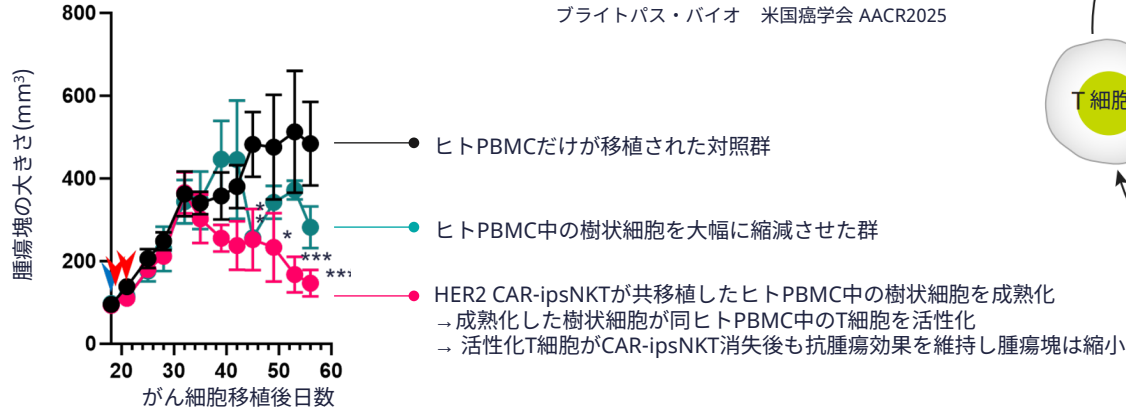 ブライトパス・バイオ 米国癌学会 AACR2025
800
600
400
200
0
腫瘍塊の大きさ(mm³)
20 30 40 50 60
がん細胞移植後日数
*
*
*
***
***
ヒトPBMCだけが移植された対照群
ヒトPBMC中の樹状細胞を大幅に縮減させた群
HER2 CAR-ipsNKTが共移植したヒトPBMC中の樹状細胞を成熟化
→成熟化した樹状細胞が同ヒトPBMC中のT細胞を活性化
→ 活性化T細胞がCAR-ipsNKT消失後も抗腫瘍効果を維持し腫瘍塊は縮小
T 細胞